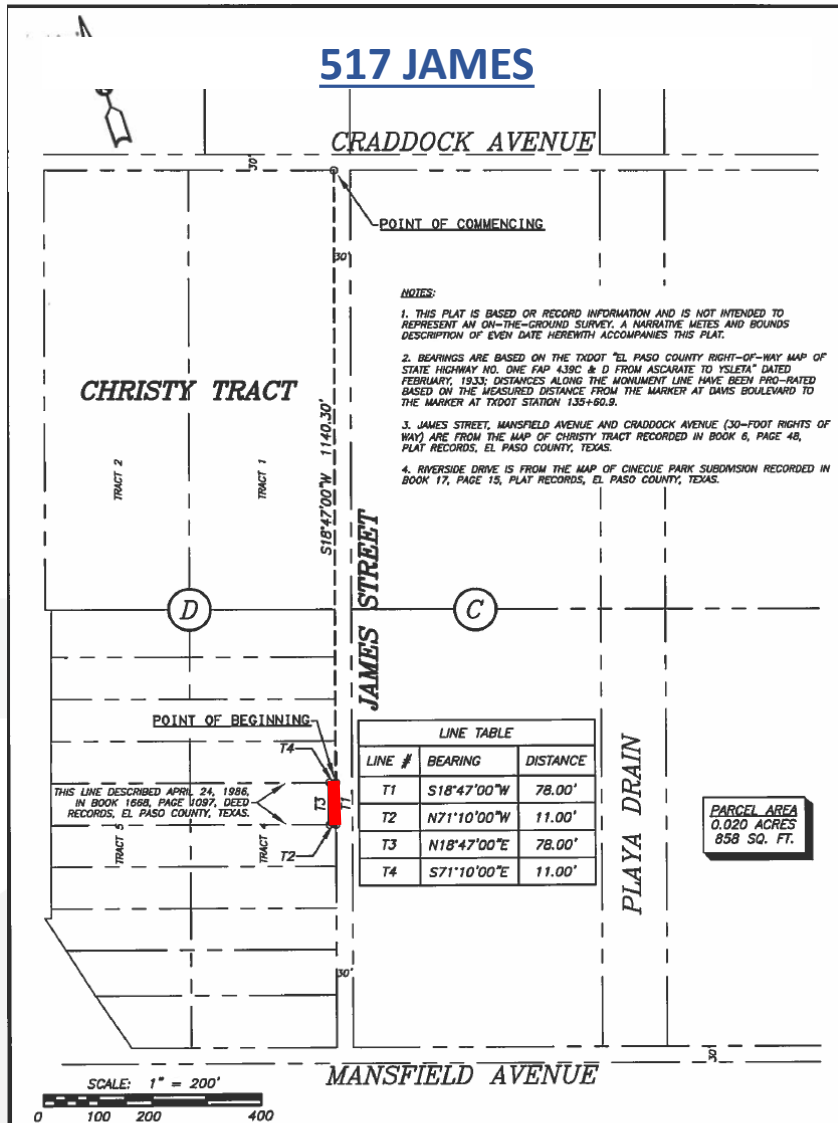 517 JAMES
CRADDOCK AVENUE
30'
POINT OF COMMENCING
30'
NOTES:
1. THIS PLAT IS BASED OR RECORD INFORMATION AND IS NOT INTENDED TO
REPRESENT AN ON-THE-GROUND SURVEY. A NARRATIVE METES AND BOUNDS
DESCRIPTION OF EVEN DATE HEREWITH ACCOMPANIES THIS PLAT.
2. BEARINGS ARE BASED ON THE TXDOT "EL PASO COUNTY RIGHT-OF-WAY MAP OF
STATE HIGHWAY NO. ONE FAP 439C & D FROM ASCARATE TO YSLETA" DATED
FEBRUARY, 1933; DISTANCES ALONG THE MONUMENT LINE HAVE BEEN PRO-RATED
BASED ON THE MEASURED DISTANCE FROM THE MARKER AT DAVIS BOULEVARD TO
THE MARKER AT TXDOT STATION 135+60.9.
3. JAMES STREET, MANSFIELD AVENUE AND CRADDOCK AVENUE (30-FOOT RIGHTS OF
WAY) ARE FROM THE MAP OF CHRISTY TRACT RECORDED IN BOOK 6, PAGE 48,
PLAT RECORDS, EL PASO COUNTY, TEXAS.
4. RIVERSIDE DRIVE IS FROM THE MAP OF CINECUE PARK SUBDIVISION RECORDED IN
BOOK 17, PAGE 15, PLAT RECORDS, EL PASO COUNTY, TEXAS.
CHRISTY TRACT
TRACT 2
TRACT 1
S18°47'00"W 1140.30'
JAMES STREET
D
C
POINT OF BEGINNING
T4
THIS LINE DESCRIBED APRIL 24, 1986,
IN BOOK 1668, PAGE 1097, DEED
RECORDS, EL PASO COUNTY, TEXAS.
T3
T1
TRACT 5
TRACT 4
T2
LINE TABLE
LINE # BEARING DISTANCE
T1 S18°47'00"W 78.00'
T2 N71°10'00"W 11.00'
T3 N18°47'00"E 78.00'
T4 S71°10'00"E 11.00'
PLAYA DRAIN
PARCEL AREA
0.020 ACRES
858 SQ. FT.
30'
30'
MANSFIELD AVENUE
SCALE: 1" = 200'
0 100 200 400